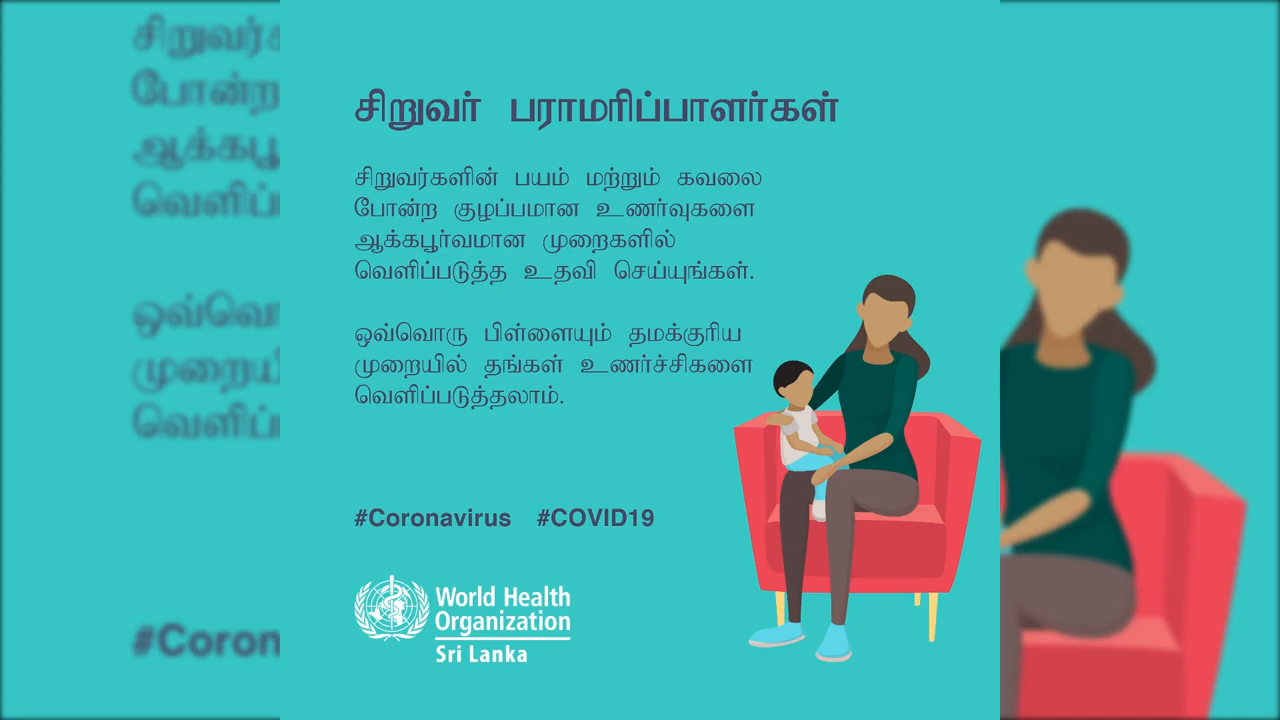 சிறுவர் பராமரிப்பாளர்கள்
சிறுவர்களின் பயம் மற்றும் கவலை
போன்ற குழப்பமான உணர்வுகளை
ஆக்கபூர்வமான முறைகளில்
வெளிப்படுத்த உதவி செய்யுங்கள்.
ஒவ்வொரு பிள்ளையும் தமக்குரிய
முறையில் தங்கள் உணர்ச்சிகளை
வெளிப்படுத்தலாம்.
#Coronavirus #COVID19
World Health
Organization
Sri Lanka